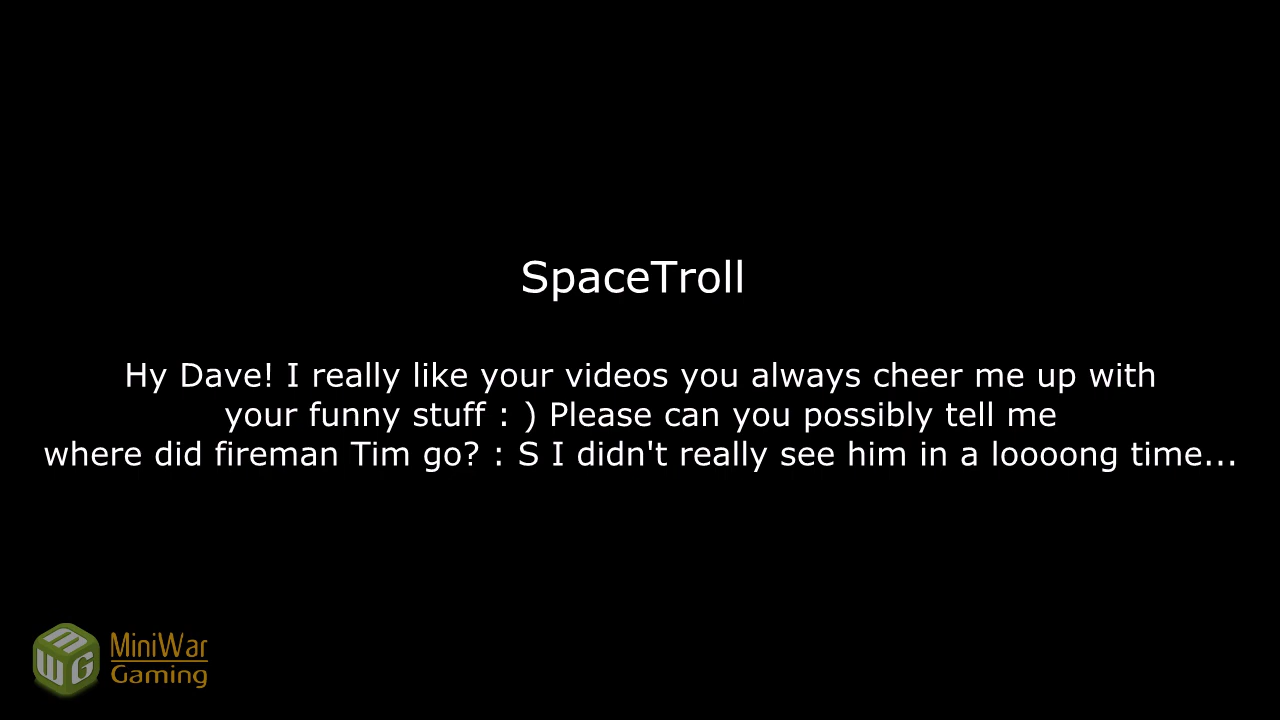 SpaceTroll
Hy Dave! I really like your videos you always cheer me up with
your funny stuff : ) Please can you possibly tell me
where did fireman Tim go? : S I didn't really see him in a loooong time...
MWG
MiniWar
Gaming